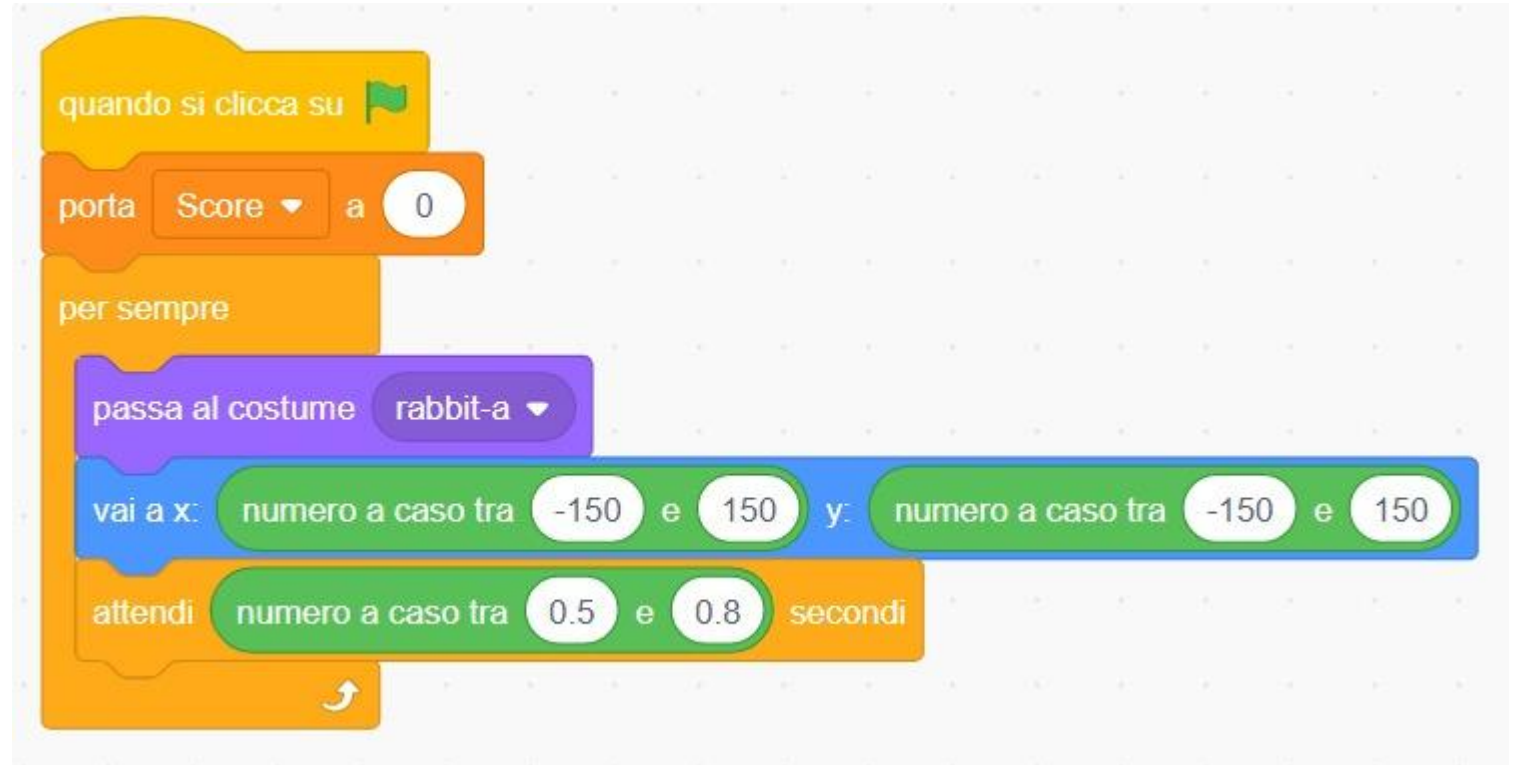 quando si clicca su
porta Score a 0
per sempre
passa al costume rabbit-a
vai a x: numero a caso tra -150 e 150 y: numero a caso tra -150 e 150
attendi numero a caso tra 0.5 e 0.8 secondi